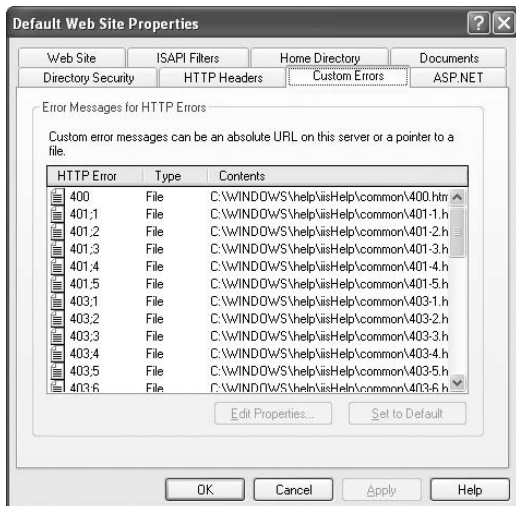 Default Web Site Properties
Web Site ISAPI Filters Home Directory Documents
Directory Security HTTP Headers Custom Errors ASP.NET
Error Messages for HTTP Errors
Custom error messages can be an absolute URL on this server or a pointer to a
file.
HTTP Error Type Contents
400 File C:\WINDOWS\help\iisHelp\common\400.htm
401;1 File C:\WINDOWS\help\iisHelp\common\401-1.h
401;2 File C:\WINDOWS\help\iisHelp\common\401-2.h
401;3 File C:\WINDOWS\help\iisHelp\common\401-3.h
401;4 File C:\WINDOWS\help\iisHelp\common\401-4.h
401;5 File C:\WINDOWS\help\iisHelp\common\401-5.h
403;1 File C:\WINDOWS\help\iisHelp\common\403-1.h
403;2 File C:\WINDOWS\help\iisHelp\common\403-2.h
403;3 File C:\WINDOWS\help\iisHelp\common\403-3.h
403;4 File C:\WINDOWS\help\iisHelp\common\403-4.h
403;5 File C:\WINDOWS\help\iisHelp\common\403-5.h
403;6 File C:\WINDOWS\help\iisHelp\common\403-6.h
Edit Properties... Set to Default
OK Cancel Apply Help